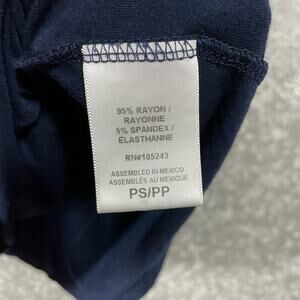 95% RAYON /
RAYONNE
5% SPANDEX /
ÉLASTHANNE
RN#105243
ASSEMBLED IN MEXICO
ASSEMBLÉS AU MEXIQUE
PS/PP